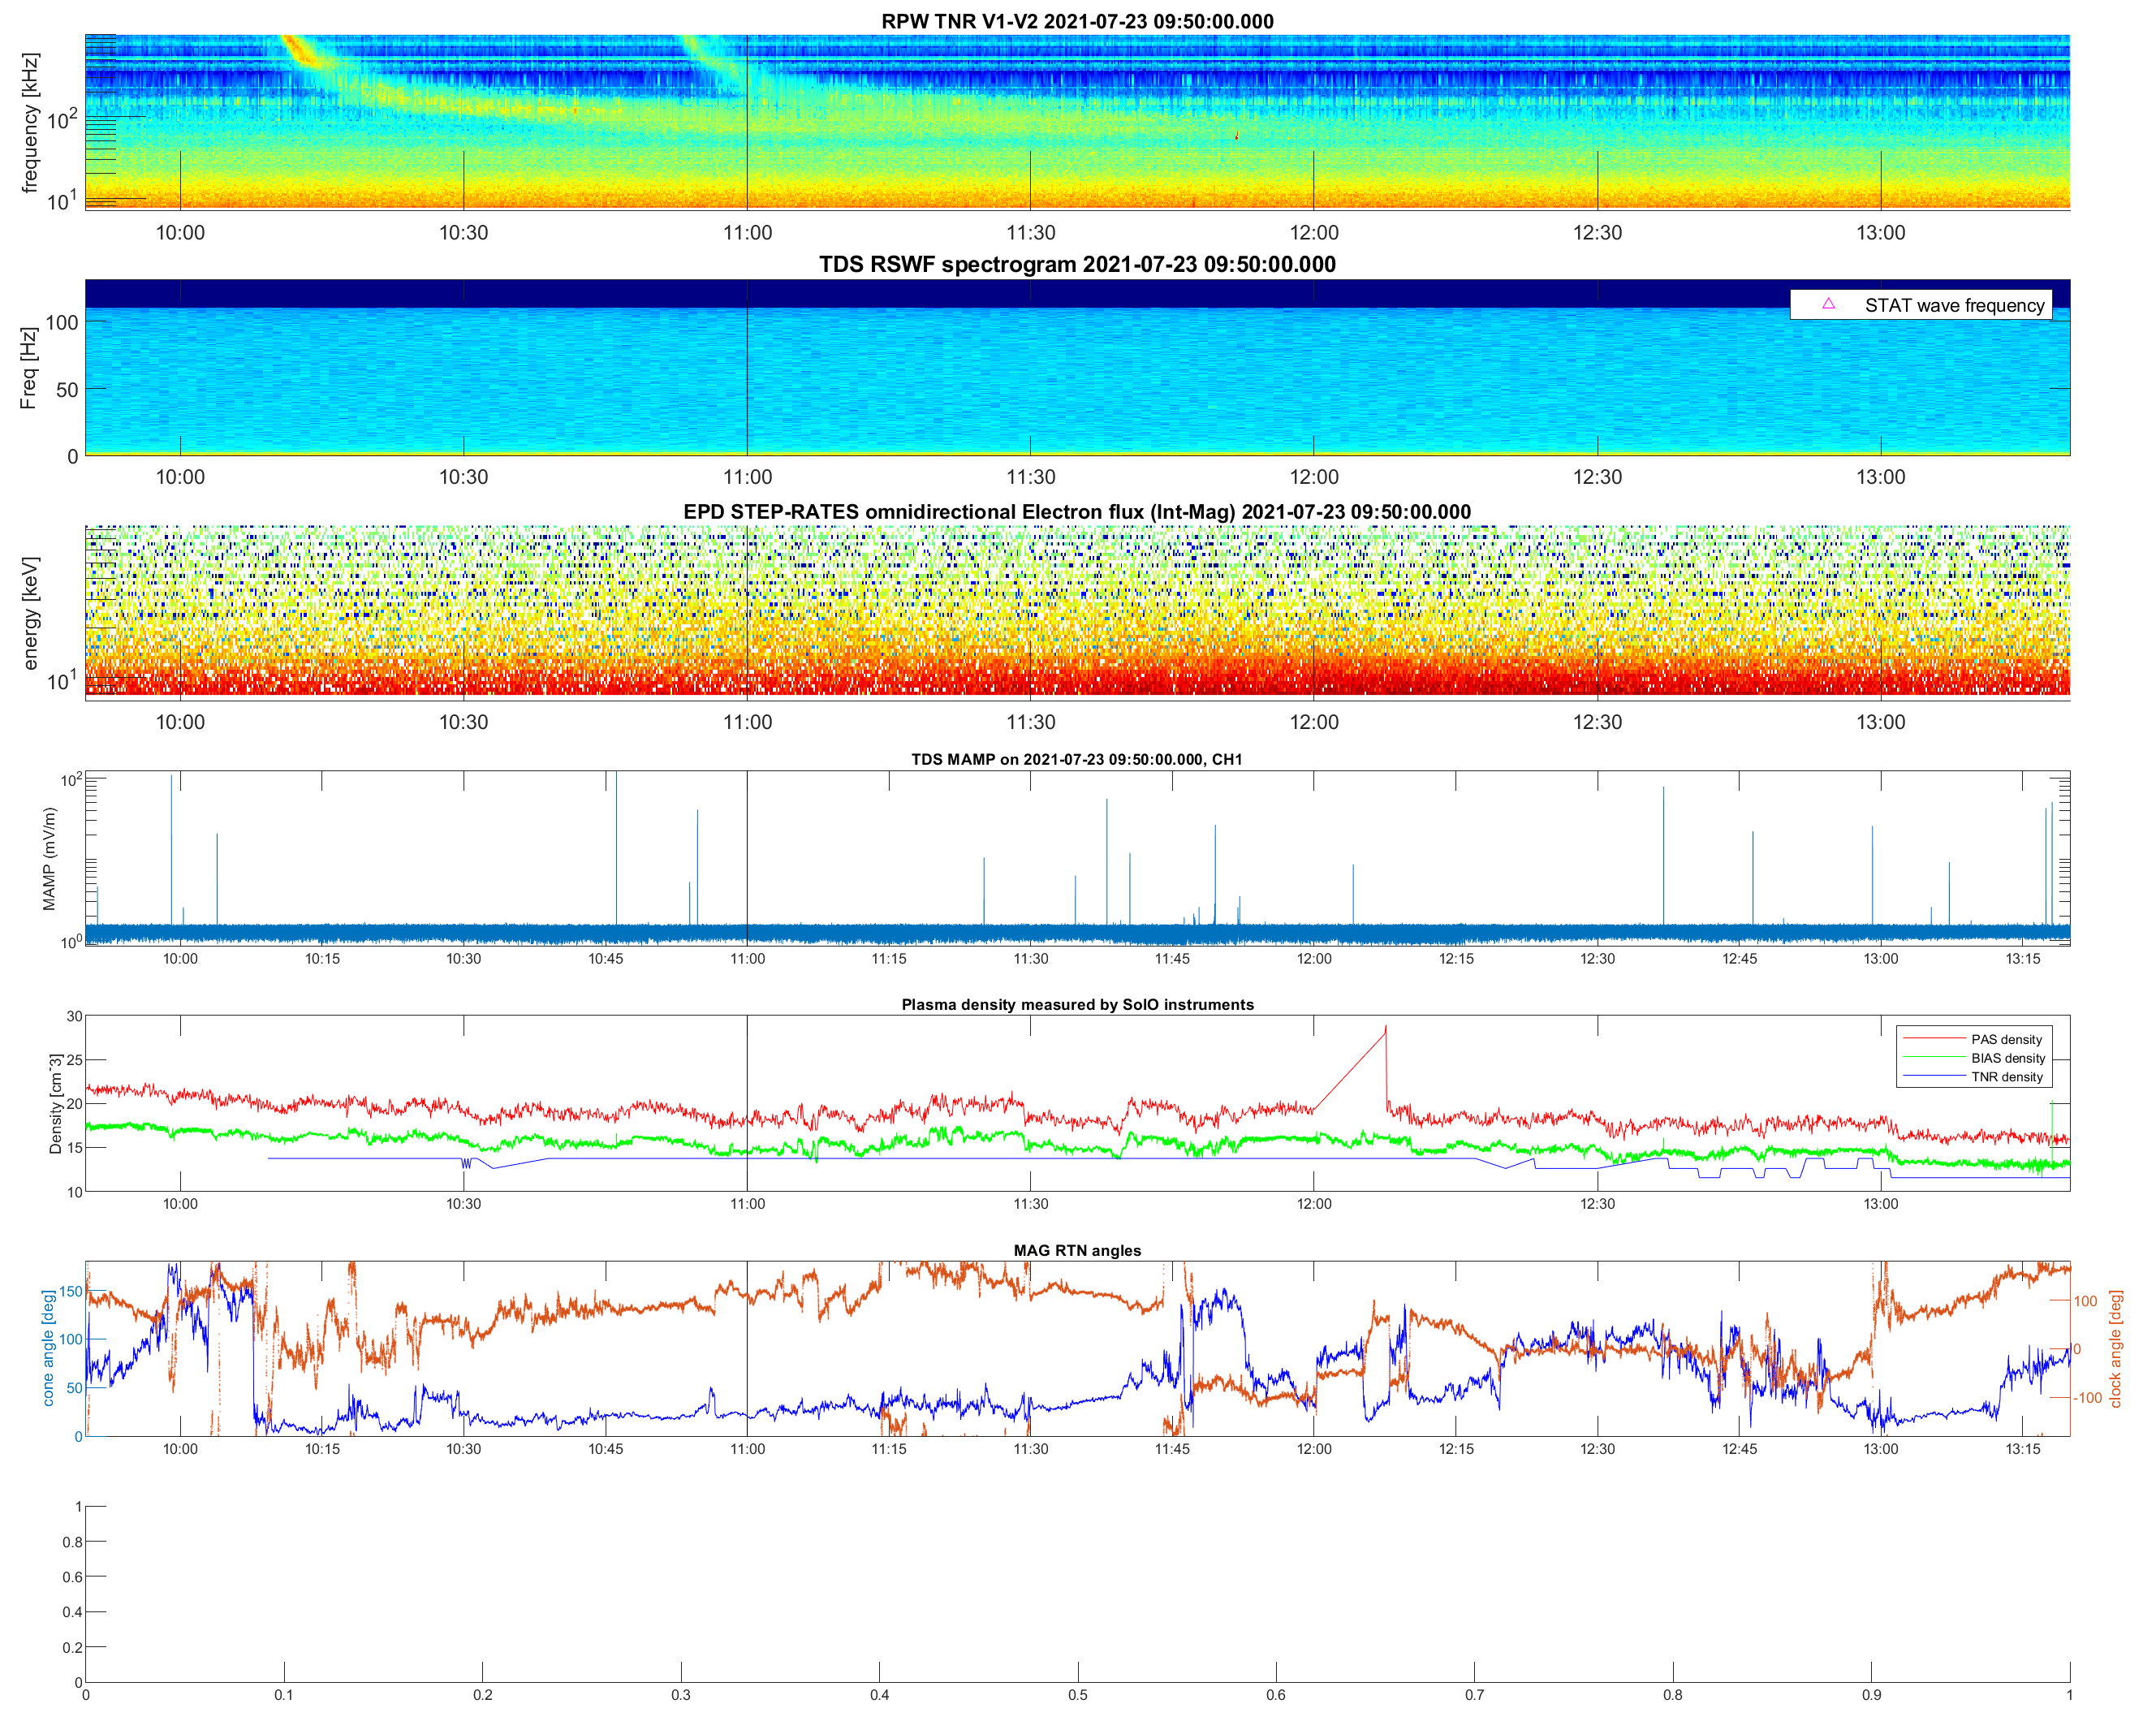 RPW TNR V1-V2 2021-07-23 09:50:00.000
frequency [kHz]
10^2
10^1
10:00 10:30 11:00 11:30 12:00 12:30 13:00
TDS RSWF spectrogram 2021-07-23 09:50:00.000
STAT wave frequency
Freq [Hz]
100
50
0
10:00 10:30 11:00 11:30 12:00 12:30 13:00
EPD STEP-RATES omnidirectional Electron flux (Int-Mag) 2021-07-23 09:50:00.000
energy [keV]
10^1
10:00 10:30 11:00 11:30 12:00 12:30 13:00
TDS MAMP on 2021-07-23 09:50:00.000, CH1
MAMP (mV/m)
10^2
10^0
10:00 10:15 10:30 10:45 11:00 11:15 11:30 11:45 12:00 12:15 12:30 12:45 13:00 13:15
Plasma density measured by SolO instruments
Density [cm^-3]
30
25
20
15
10
PAS density
BIAS density
TNR density
10:00 10:30 11:00 11:30 12:00 12:30 13:00
MAG RTN angles
cone angle [deg]
150
100
50
0
clock angle [deg]
100
0
-100
10:00 10:15 10:30 10:45 11:00 11:15 11:30 11:45 12:00 12:15 12:30 12:45 13:00 13:15
1
0.8
0.6
0.4
0.2
0
0 0.1 0.2 0.3 0.4 0.5 0.6 0.7 0.8 0.9 1